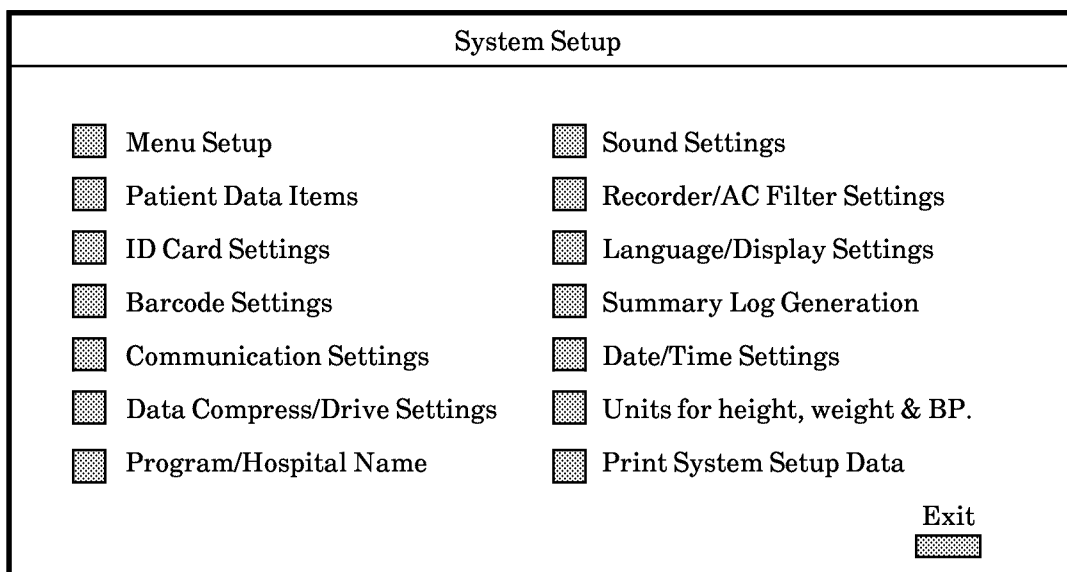 System Setup
Menu Setup
Patient Data Items
ID Card Settings
Barcode Settings
Communication Settings
Data Compress/Drive Settings
Program/Hospital Name
Sound Settings
Recorder/AC Filter Settings
Language/Display Settings
Summary Log Generation
Date/Time Settings
Units for height, weight & BP.
Print System Setup Data
Exit